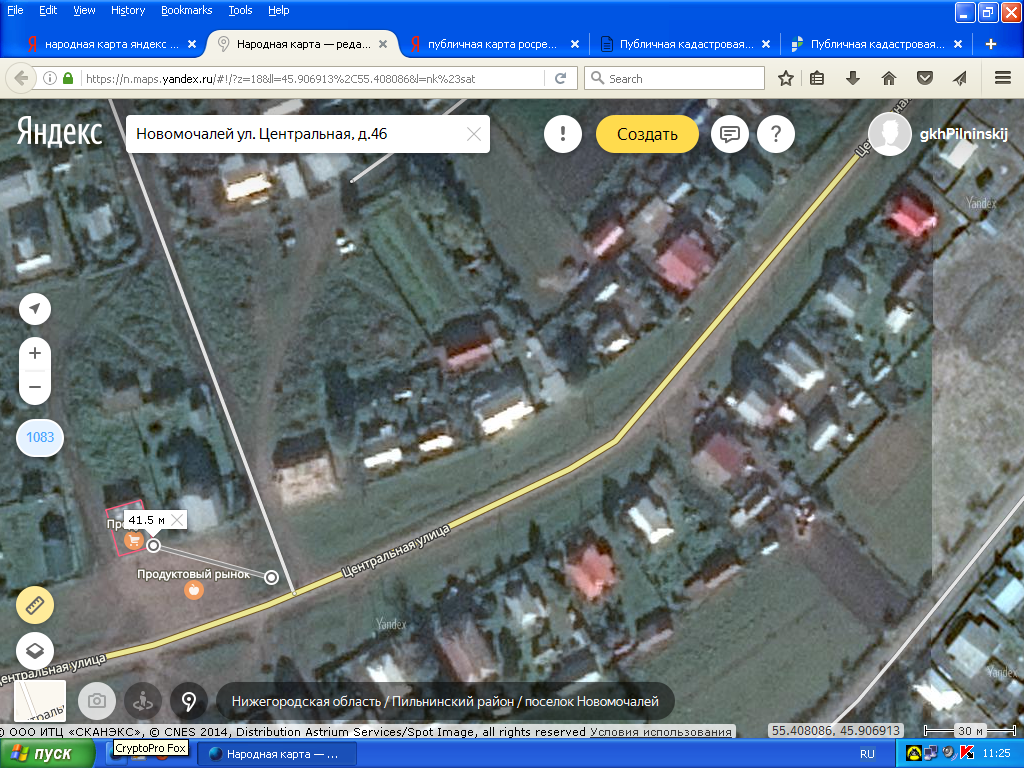 File Edit View History Bookmarks Tools Help
народная карта яндекс ...
Народная карта — реда...
публичная карта росре...
Публичная кадастровая...
Публичная кадастровая...
https://n.maps.yandex.ru/#!/?z=18&ll=45.906913%2C55.408086&l=nk%23sat
Search
Яндекс
Новомочалей ул. Центральная, д.46
!
Создать
?
gkhPilninskij
Yandex
+
−
1083
41.5 м
Продуктовый рынок
Центральная улица
Yandex
Центральная улица
Yandex
Нижегородская область / Пильнинский район / поселок Новомочалей
© ООО ИТЦ «СКАНЭКС», © CNES 2014, Distribution Astrium Services/Spot Image, all rights reserved Условия использования
55.408086, 45.906913
30 м
пуск
CryptoPro Fox
Народная карта — ...
RU
11:25